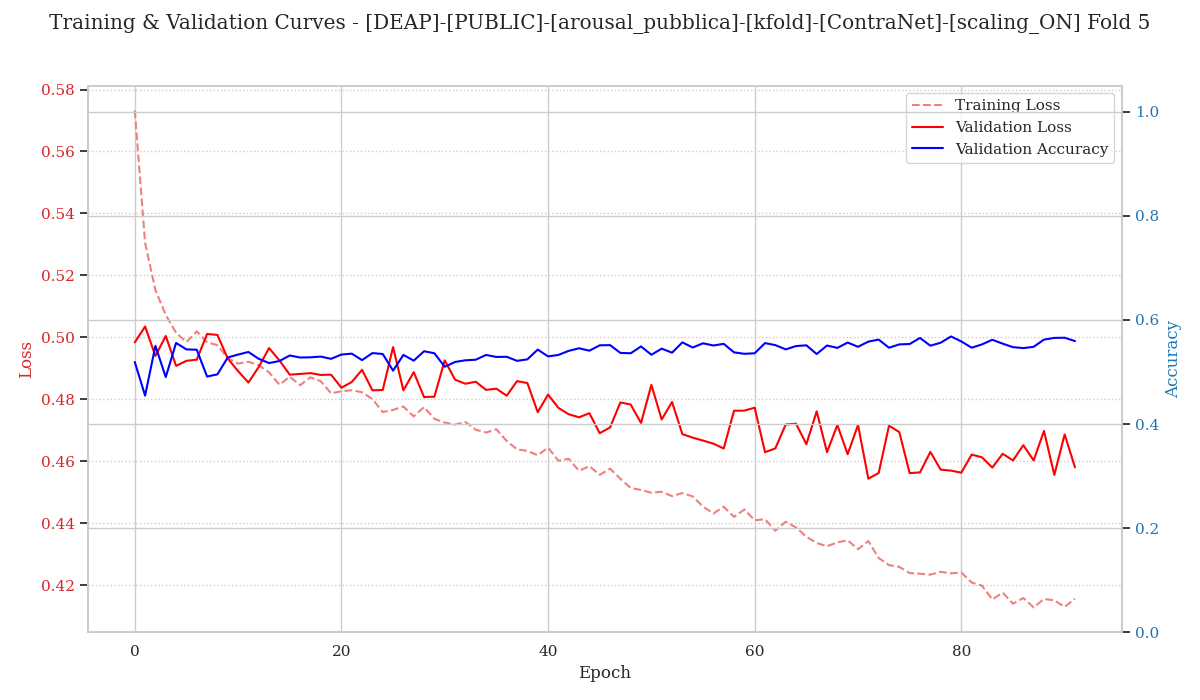 Training & Validation Curves - [DEAP]-[PUBLIC]-[arousal_pubblica]-[kfold]-[ContraNet]-[scaling_ON] Fold 5
Training Loss
Validation Loss
Validation Accuracy
Loss
0.58
0.56
0.54
0.52
0.50
0.48
0.46
0.44
0.42
1.0
0.8
0.6
0.4
0.2
0.0
Accuracy
0
20
40
60
80
Epoch